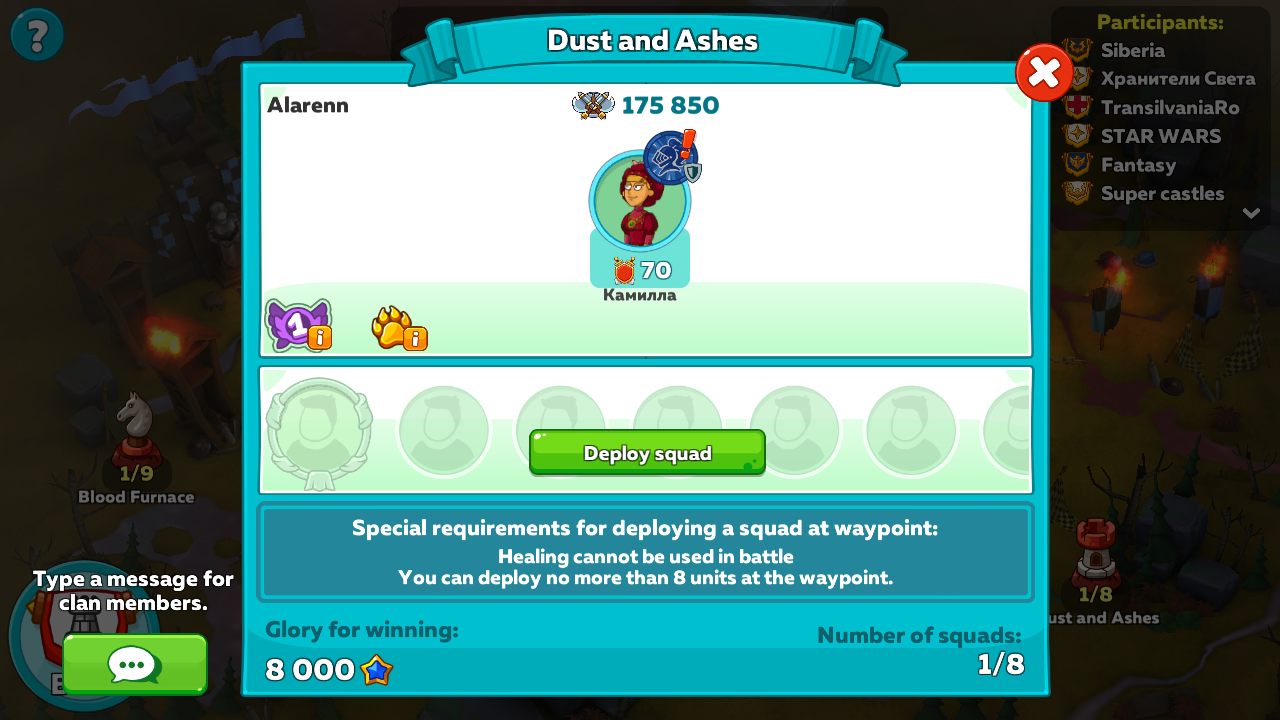 ?
Dust and Ashes
Participants:
Siberia
Хранители Света
TransilvaniaRo
STAR WARS
Fantasy
Super castles
Alarenn
175 850
70
Камилла
1
i
i
Deploy squad
1/9
Blood Furnace
Special requirements for deploying a squad at waypoint:
Healing cannot be used in battle
You can deploy no more than 8 units at the waypoint.
Type a message for
clan members.
1/8
ust and Ashes
Glory for winning:
8 000
Number of squads:
1/8